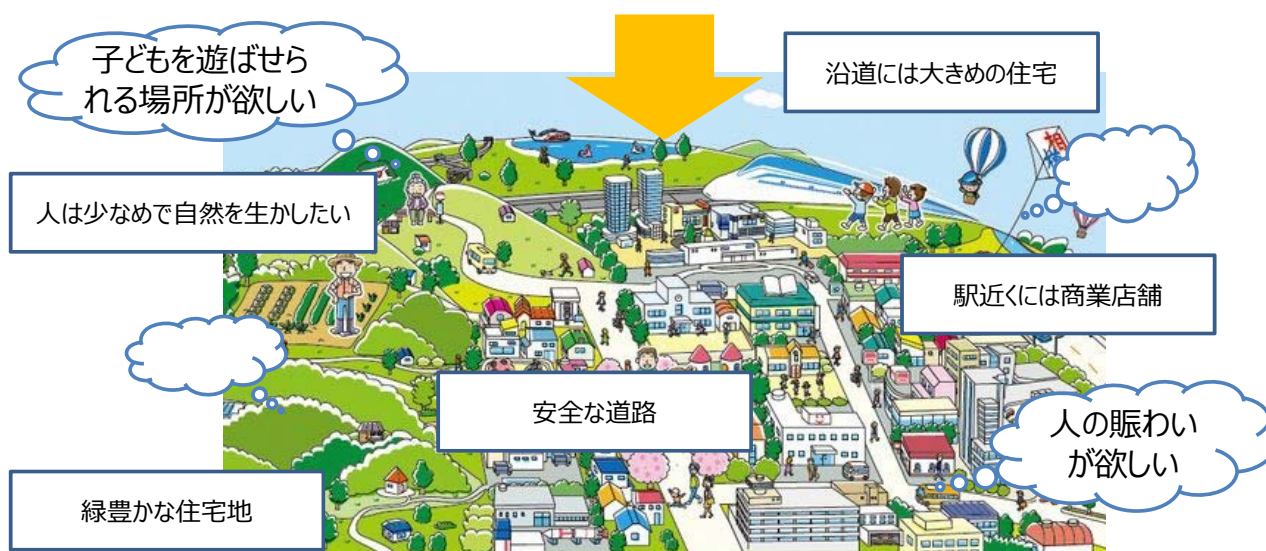 子どもを遊ばせら
れる場所が欲しい
沿道には大きめの住宅
人は少なめで自然を生かしたい
駅近くには商業店舗
安全な道路
人の賑わい
が欲しい
緑豊かな住宅地